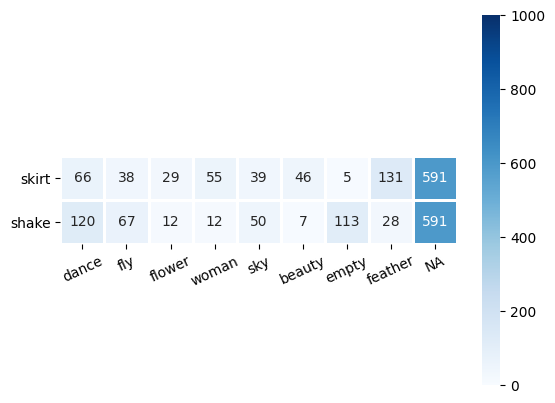 1000
800
600
400
200
0
skirt 66 38 29 55 39 46 5 131 591
shake 120 67 12 12 50 7 113 28 591
dance fly flower woman sky beauty empty feather NA